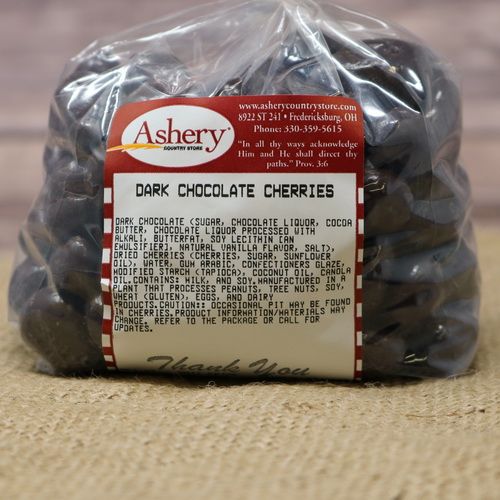 www.asherycountrystore.com
8922 ST 241 • Fredericksburg, OH
Phone: 330-359-5615
"In all thy ways acknowledge
Him and He shall direct thy
paths." Prov. 3:6
Ashery
COUNTRY STORE
DARK CHOCOLATE CHERRIES
DARK CHOCOLATE (SUGAR, CHOCOLATE LIQUOR, COCOA
BUTTER, CHOCOLATE LIQUOR PROCESSED WITH
ALKALI, BUTTERFAT, SOY LECITHIN (AN
EMULSIFIER), NATURAL VANILLA FLAVOR, SALT),
DRIED CHERRIES (CHERRIES, SUGAR, SUNFLOWER
OIL), WATER, GUM ARABIC, CONFECTIONERS GLAZE,
MODIFIED STARCH (TAPIOCA), COCONUT OIL, CANOLA
OIL.CONTAINS: MILK, AND SOY.MANUFACTURED IN A
PLANT THAT PROCESSES PEANUTS, TREE NUTS, SOY,
WHEAT (GLUTEN), EGGS, AND DAIRY
PRODUCTS.CAUTION: OCCASIONAL PIT MAY BE FOUND
IN CHERRIES.PRODUCT INFORMATION/MATERIALS MAY
CHANGE. REFER TO THE PACKAGE OR CALL FOR
UPDATES.
Thank You